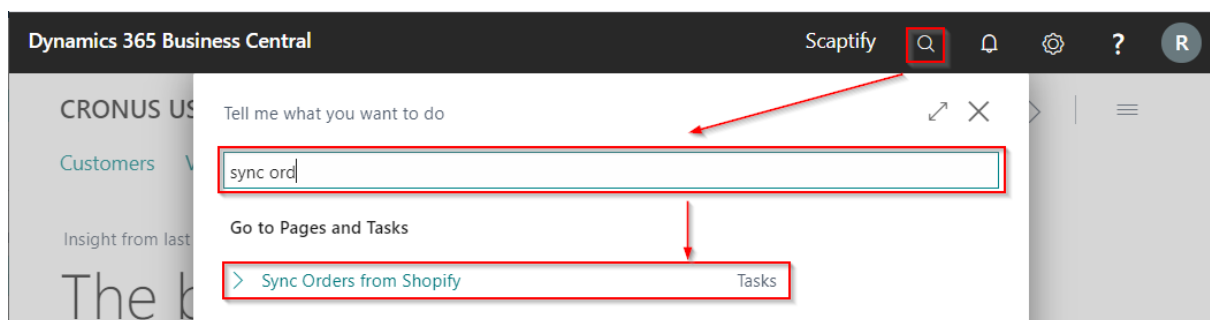 Dynamics 365 Business Central Scaptify ? R
CRONUS US
Tell me what you want to do
Customers
sync ord
Go to Pages and Tasks
Insight from last
Sync Orders from Shopify Tasks
The b